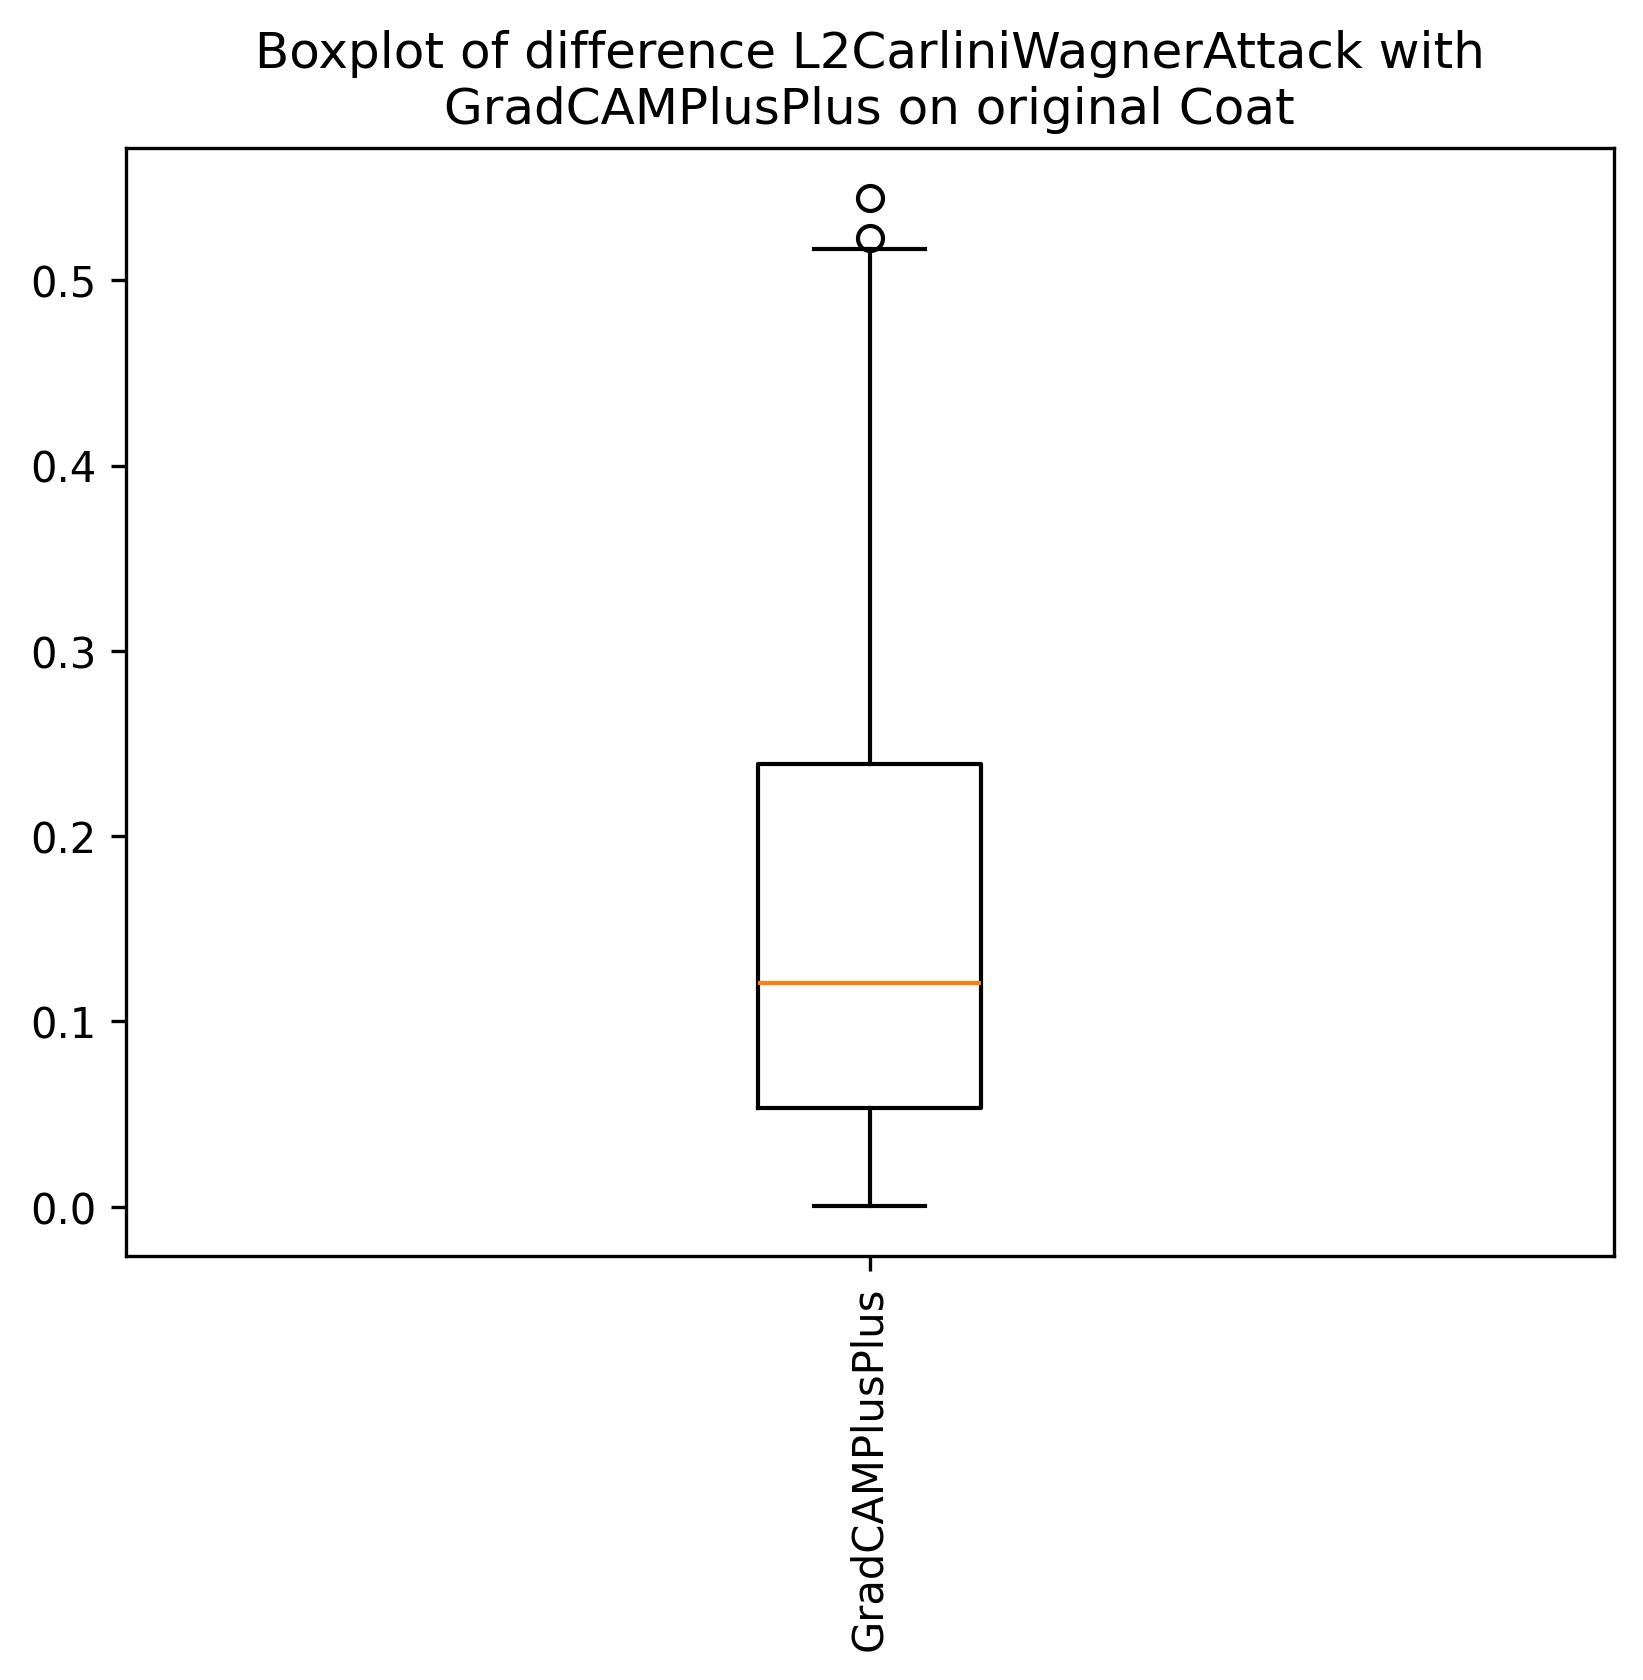 Boxplot of difference L2CarliniWagnerAttack with
GradCAMPlusPlus on original Coat
0.5
0.4
0.3
0.2
0.1
0.0
GradCAMPlusPlus